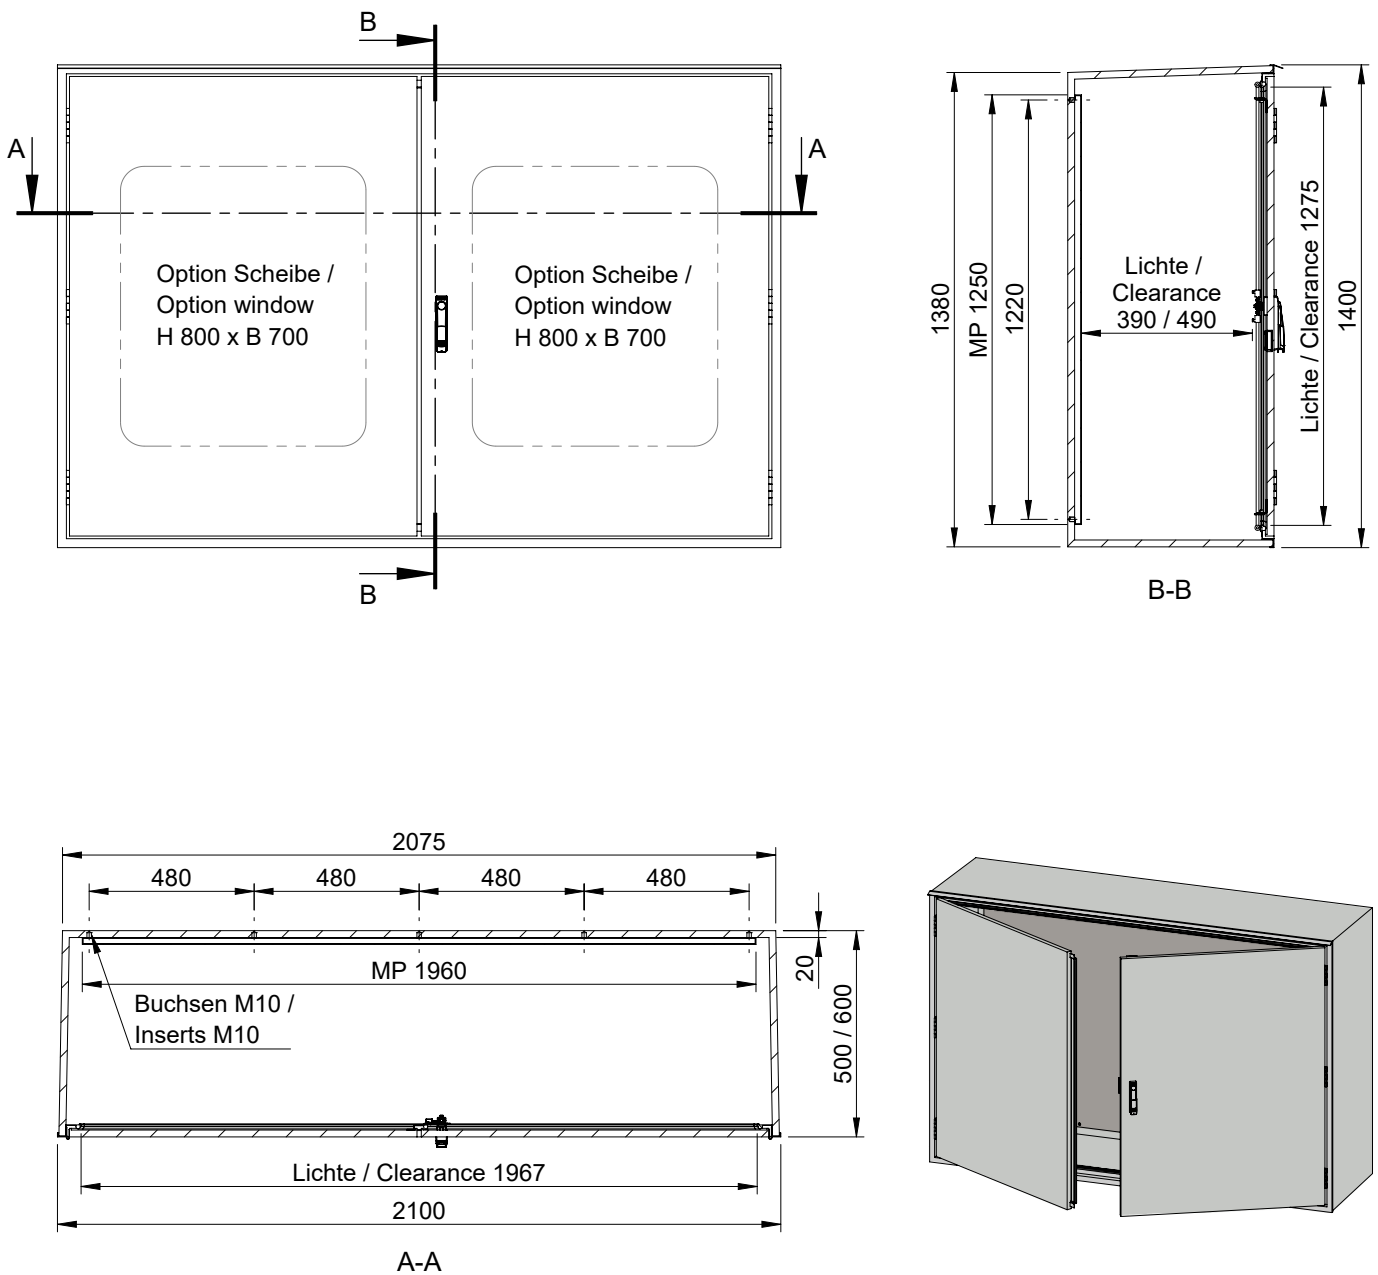 B
A
A
Option Scheibe /
Option window
H 800 x B 700
Option Scheibe /
Option window
H 800 x B 700
B
1380
MP 1250
1220
Lichte /
Clearance
390 / 490
Lichte / Clearance 1275
1400
B-B
2075
480
480
480
480
MP 1960
20
500 / 600
Buchsen M10 /
Inserts M10
Lichte / Clearance 1967
2100
A-A